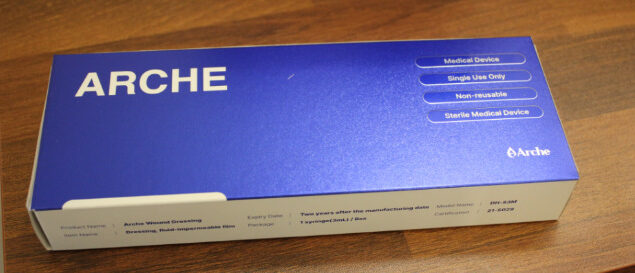 ARCHE
Medical Device
Single Use Only
Non-reusable
Sterile Medical Device
Arche
Product Name : Arche Wound Dressing
Item Name : Dressing, fluid-impermeable film
Expiry Date : Two years after the manufacturing date
Package : 1 syringe(3mL) / Box
Model Name :
Certification : 21-5029